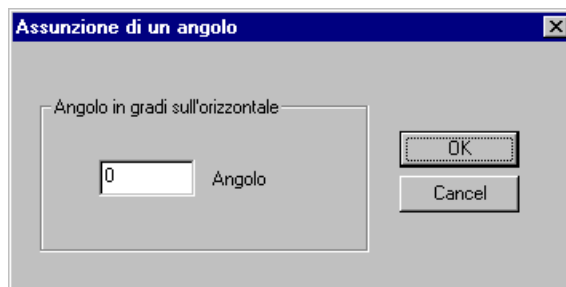 Assunzione di un angolo
Angolo in gradi sull'orizzontale
0 Angolo
OK
Cancel